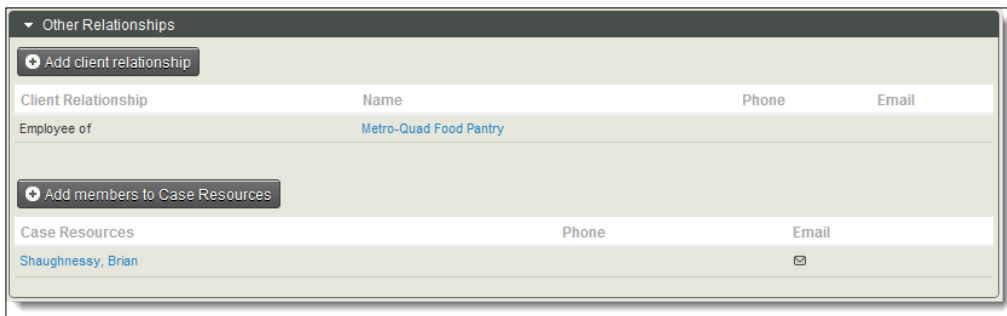 Other Relationships
Add client relationship
Client Relationship Name Phone Email
Employee of Metro-Quad Food Pantry
Add members to Case Resources
Case Resources Phone Email
Shaughnessy, Brian